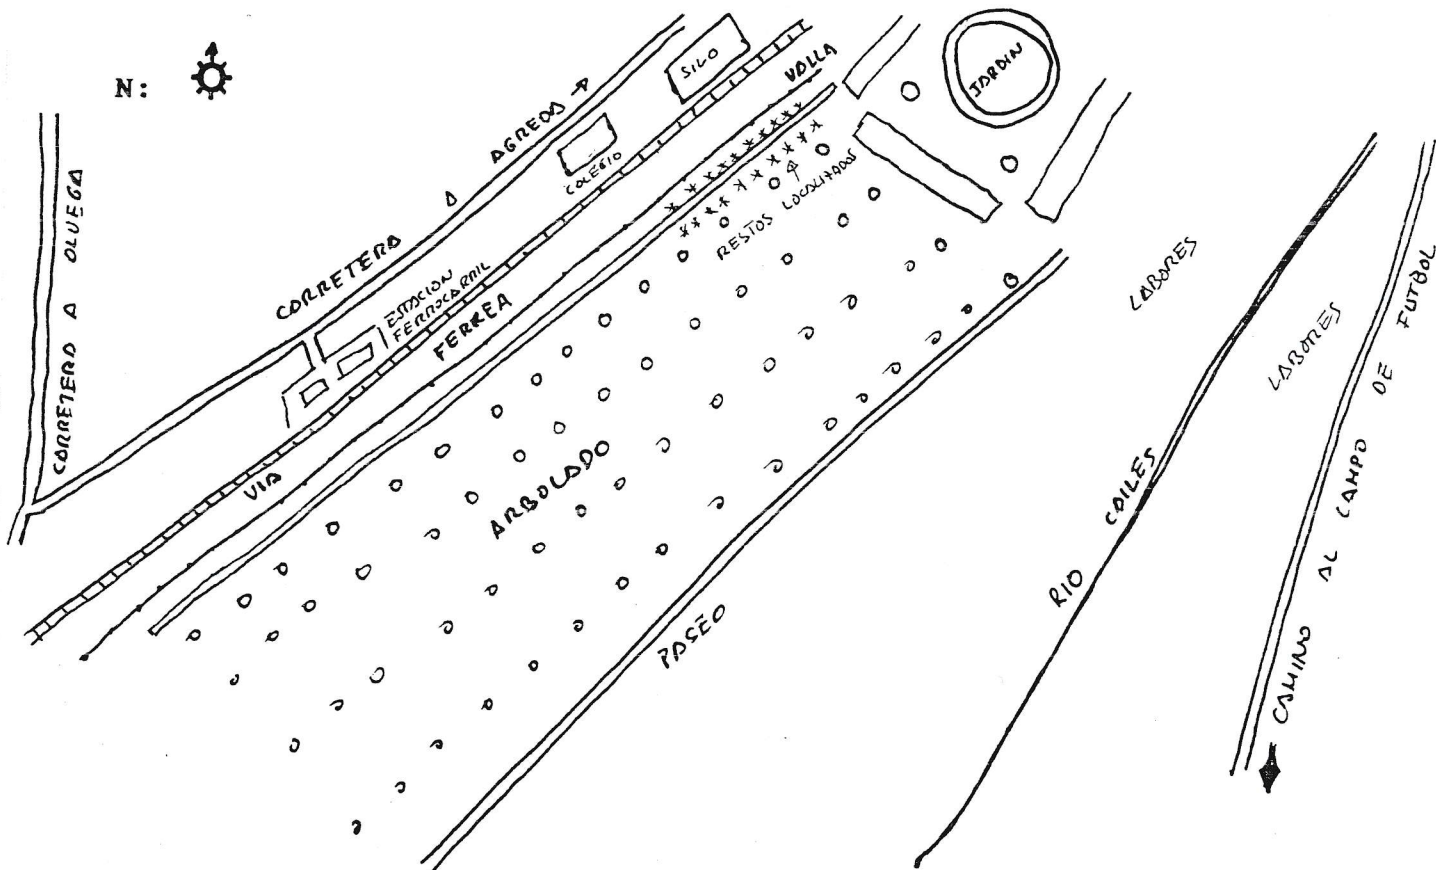 N:
SILO
JARDIN
VALLA
CARRETERA A AGREDA
COLEGIO
CARRETERA A OLVEGA
RESTOS LOCALIZADOS
ESTACION
FERROCARRIL
VIA FERREA
LABORES
LABORES
ARBOLADO
PASEO
RIO CAILES
CAMINO AL CAMPO DE FUTBOL